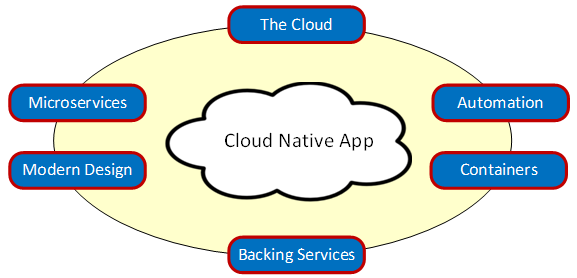 The Cloud
Microservices
Automation
Cloud Native App
Modern Design
Containers
Backing Services